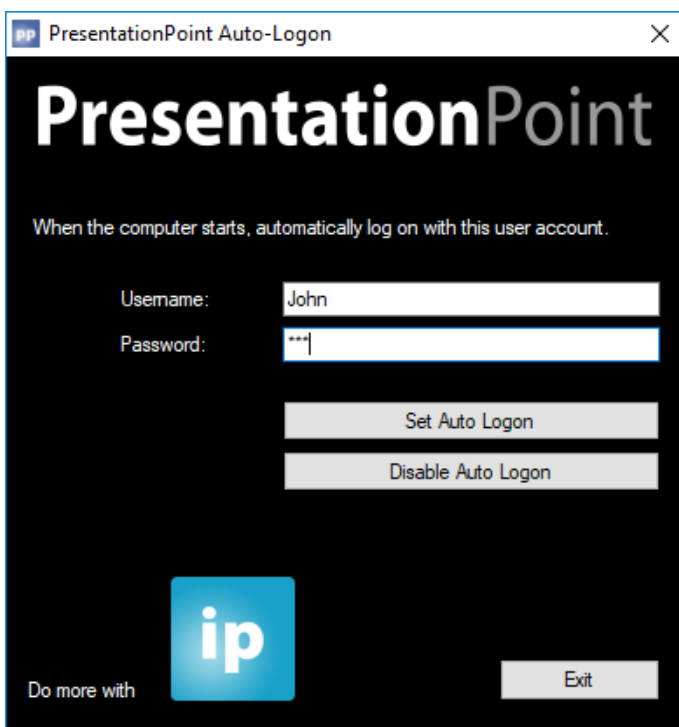 pp PresentationPoint Auto-Logon
PresentationPoint
When the computer starts, automatically log on with this user account.
Username: John
Password: ***
Set Auto Logon
Disable Auto Logon
ip
Do more with
Exit